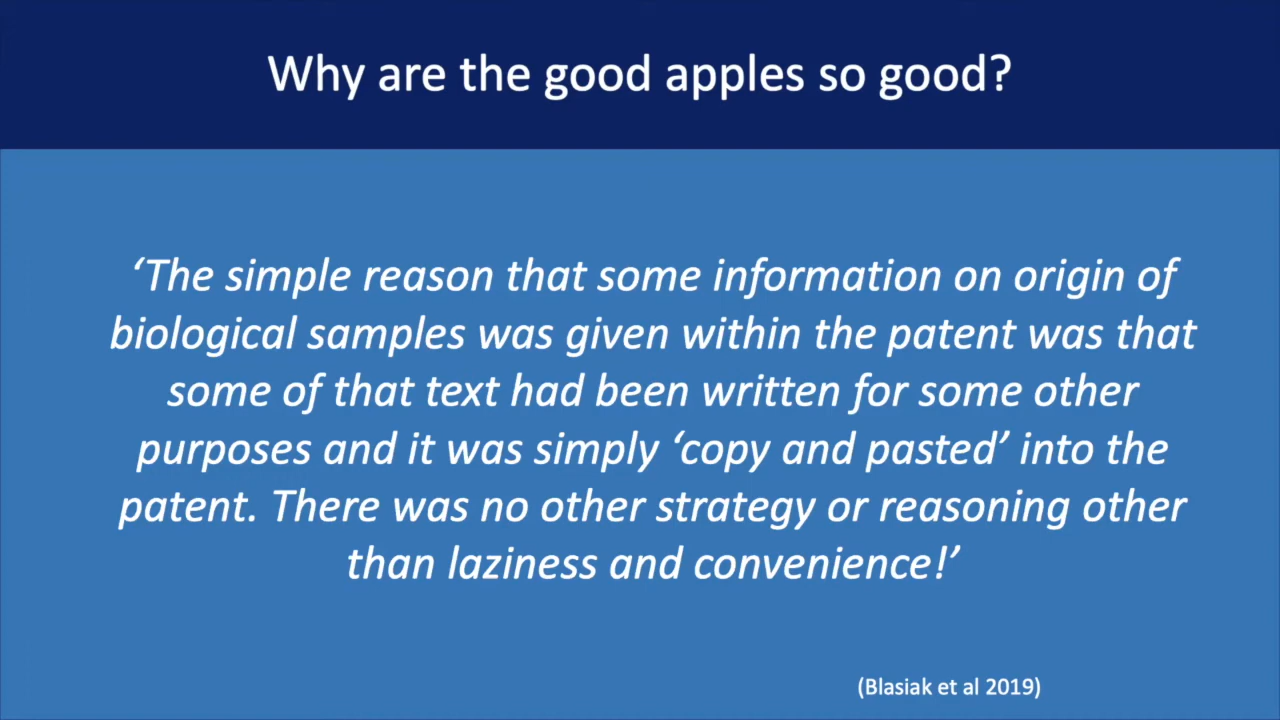 Why are the good apples so good?
‘The simple reason that some information on origin of
biological samples was given within the patent was that
some of that text had been written for some other
purposes and it was simply ‘copy and pasted’ into the
patent. There was no other strategy or reasoning other
than laziness and convenience!’
(Blasiak et al 2019)